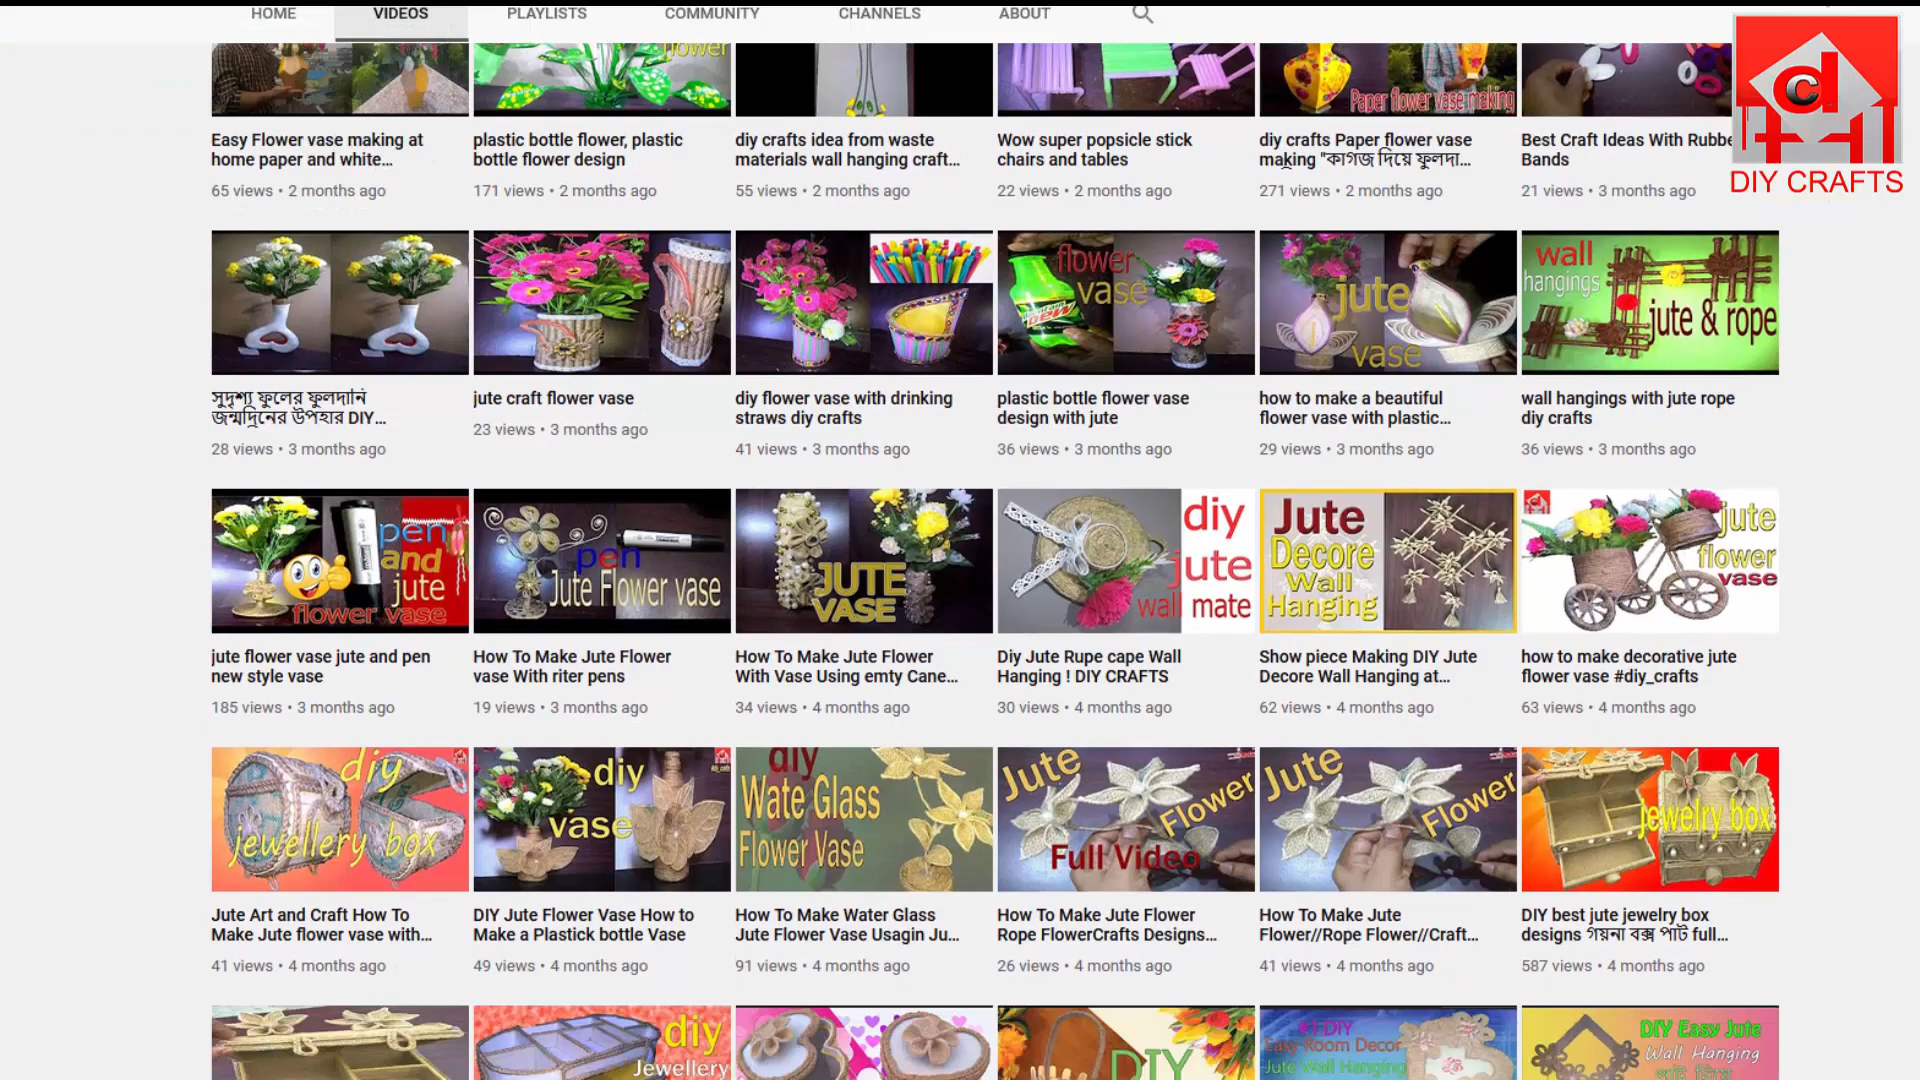 HOME VIDEOS PLAYLISTS COMMUNITY CHANNELS ABOUT
flower
Paper flower vase making
Easy Flower vase making at
home paper and white...
65 views • 2 months ago
plastic bottle flower, plastic
bottle flower design
171 views • 2 months ago
diy crafts idea from waste
materials wall hanging craft...
55 views • 2 months ago
Wow super popsicle stick
chairs and tables
22 views • 2 months ago
diy crafts Paper flower vase
making "কাগজ দিয়ে ফুলদা...
271 views • 2 months ago
Best Craft Ideas With Rubbe
Bands
21 views • 3 months ago
dc
DIY CRAFTS
flower
vase
DEW
jute
vase
wall
hangings
jute & rope
সুদৃশ্য ফুলের ফুলদানি
জন্মদিনের উপহার DIY...
28 views • 3 months ago
jute craft flower vase
23 views • 3 months ago
diy flower vase with drinking
straws diy crafts
41 views • 3 months ago
plastic bottle flower vase
design with jute
36 views • 3 months ago
how to make a beautiful
flower vase with plastic...
29 views • 3 months ago
wall hangings with jute rope
diy crafts
36 views • 3 months ago
pen
and
jute
flower vase
pen
Jute Flower vase
JUTE
VASE
diy
jute
wall mate
Jute
Decore
Wall
Hanging
jute
flower
vase
jute flower vase jute and pen
new style vase
185 views • 3 months ago
How To Make Jute Flower
vase With riter pens
19 views • 3 months ago
How To Make Jute Flower
With Vase Using emty Cane...
34 views • 4 months ago
Diy Jute Rupe cape Wall
Hanging ! DIY CRAFTS
30 views • 4 months ago
Show piece Making DIY Jute
Decore Wall Hanging at...
62 views • 4 months ago
how to make decorative jute
flower vase #diy_crafts
63 views • 4 months ago
diy
jewellery box
diy
vase
diy
Wate Glass
Flower Vase
Jute
Flower
Full Video
Jute
Flower
jewelry box
Jute Art and Craft How To
Make Jute flower vase with...
41 views • 4 months ago
DIY Jute Flower Vase How to
Make a Plastick bottle Vase
49 views • 4 months ago
How To Make Water Glass
Jute Flower Vase Usagin Ju...
91 views • 4 months ago
How To Make Jute Flower
Rope FlowerCrafts Designs...
26 views • 4 months ago
How To Make Jute
Flower//Rope Flower//Craft...
41 views • 4 months ago
DIY best jute jewelry box
designs গয়না বক্স পাট full...
587 views • 4 months ago
diy
Jewellery
DIY
#1 DIY
Easy Room Decor
Jute Wall Hanging
DIY Easy Jute
Wall Hanging